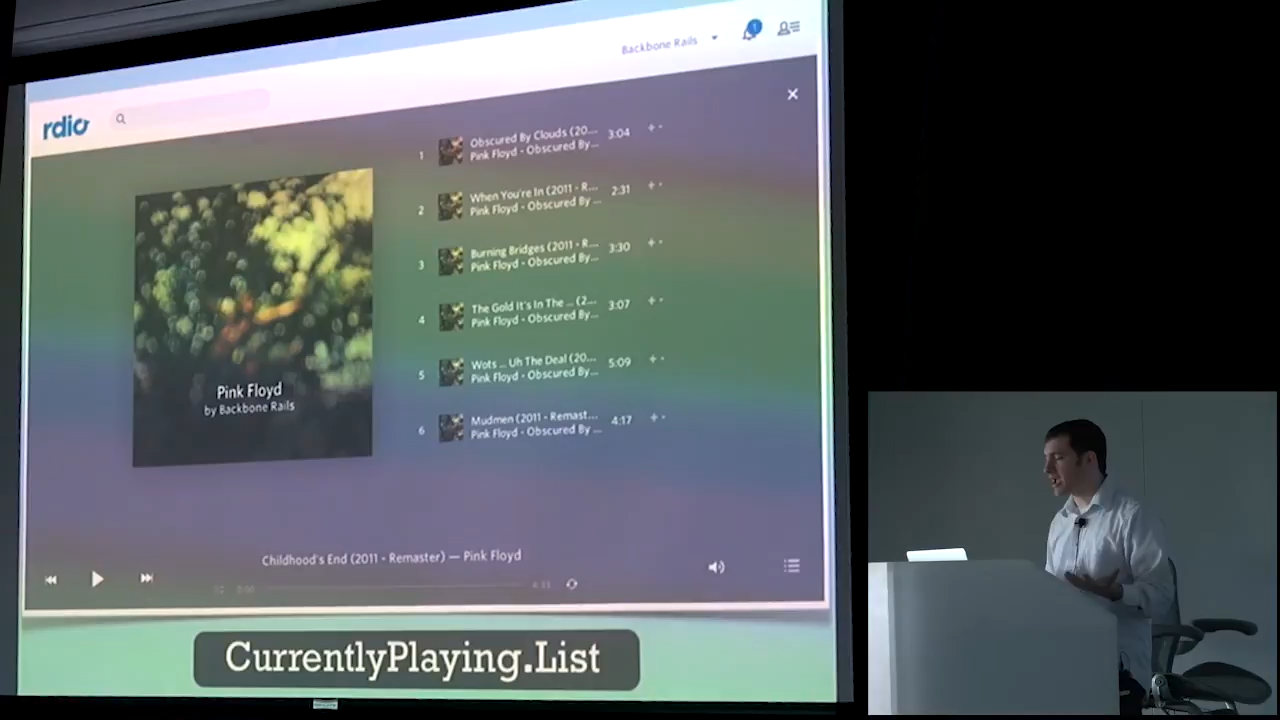 Backbone Rails
1
rdio
1
Obscured By Clouds (20...
Pink Floyd - Obscured By...
3:04
2
When You're In (2011 - R...
Pink Floyd - Obscured By ...
2:31
3
Burning Bridges (2011 - R...
Pink Floyd - Obscured By...
3:30
4
The Gold It's In The ... (2...
Pink Floyd - Obscured By...
3:07
5
Wots ... Uh The Deal (20...
Pink Floyd - Obscured By...
5:09
6
Mudmen (2011 - Remast...
Pink Floyd - Obscured By ...
4:17
Pink Floyd
by Backbone Rails
Childhood's End (2011 - Remaster) — Pink Floyd
CurrentlyPlaying.List